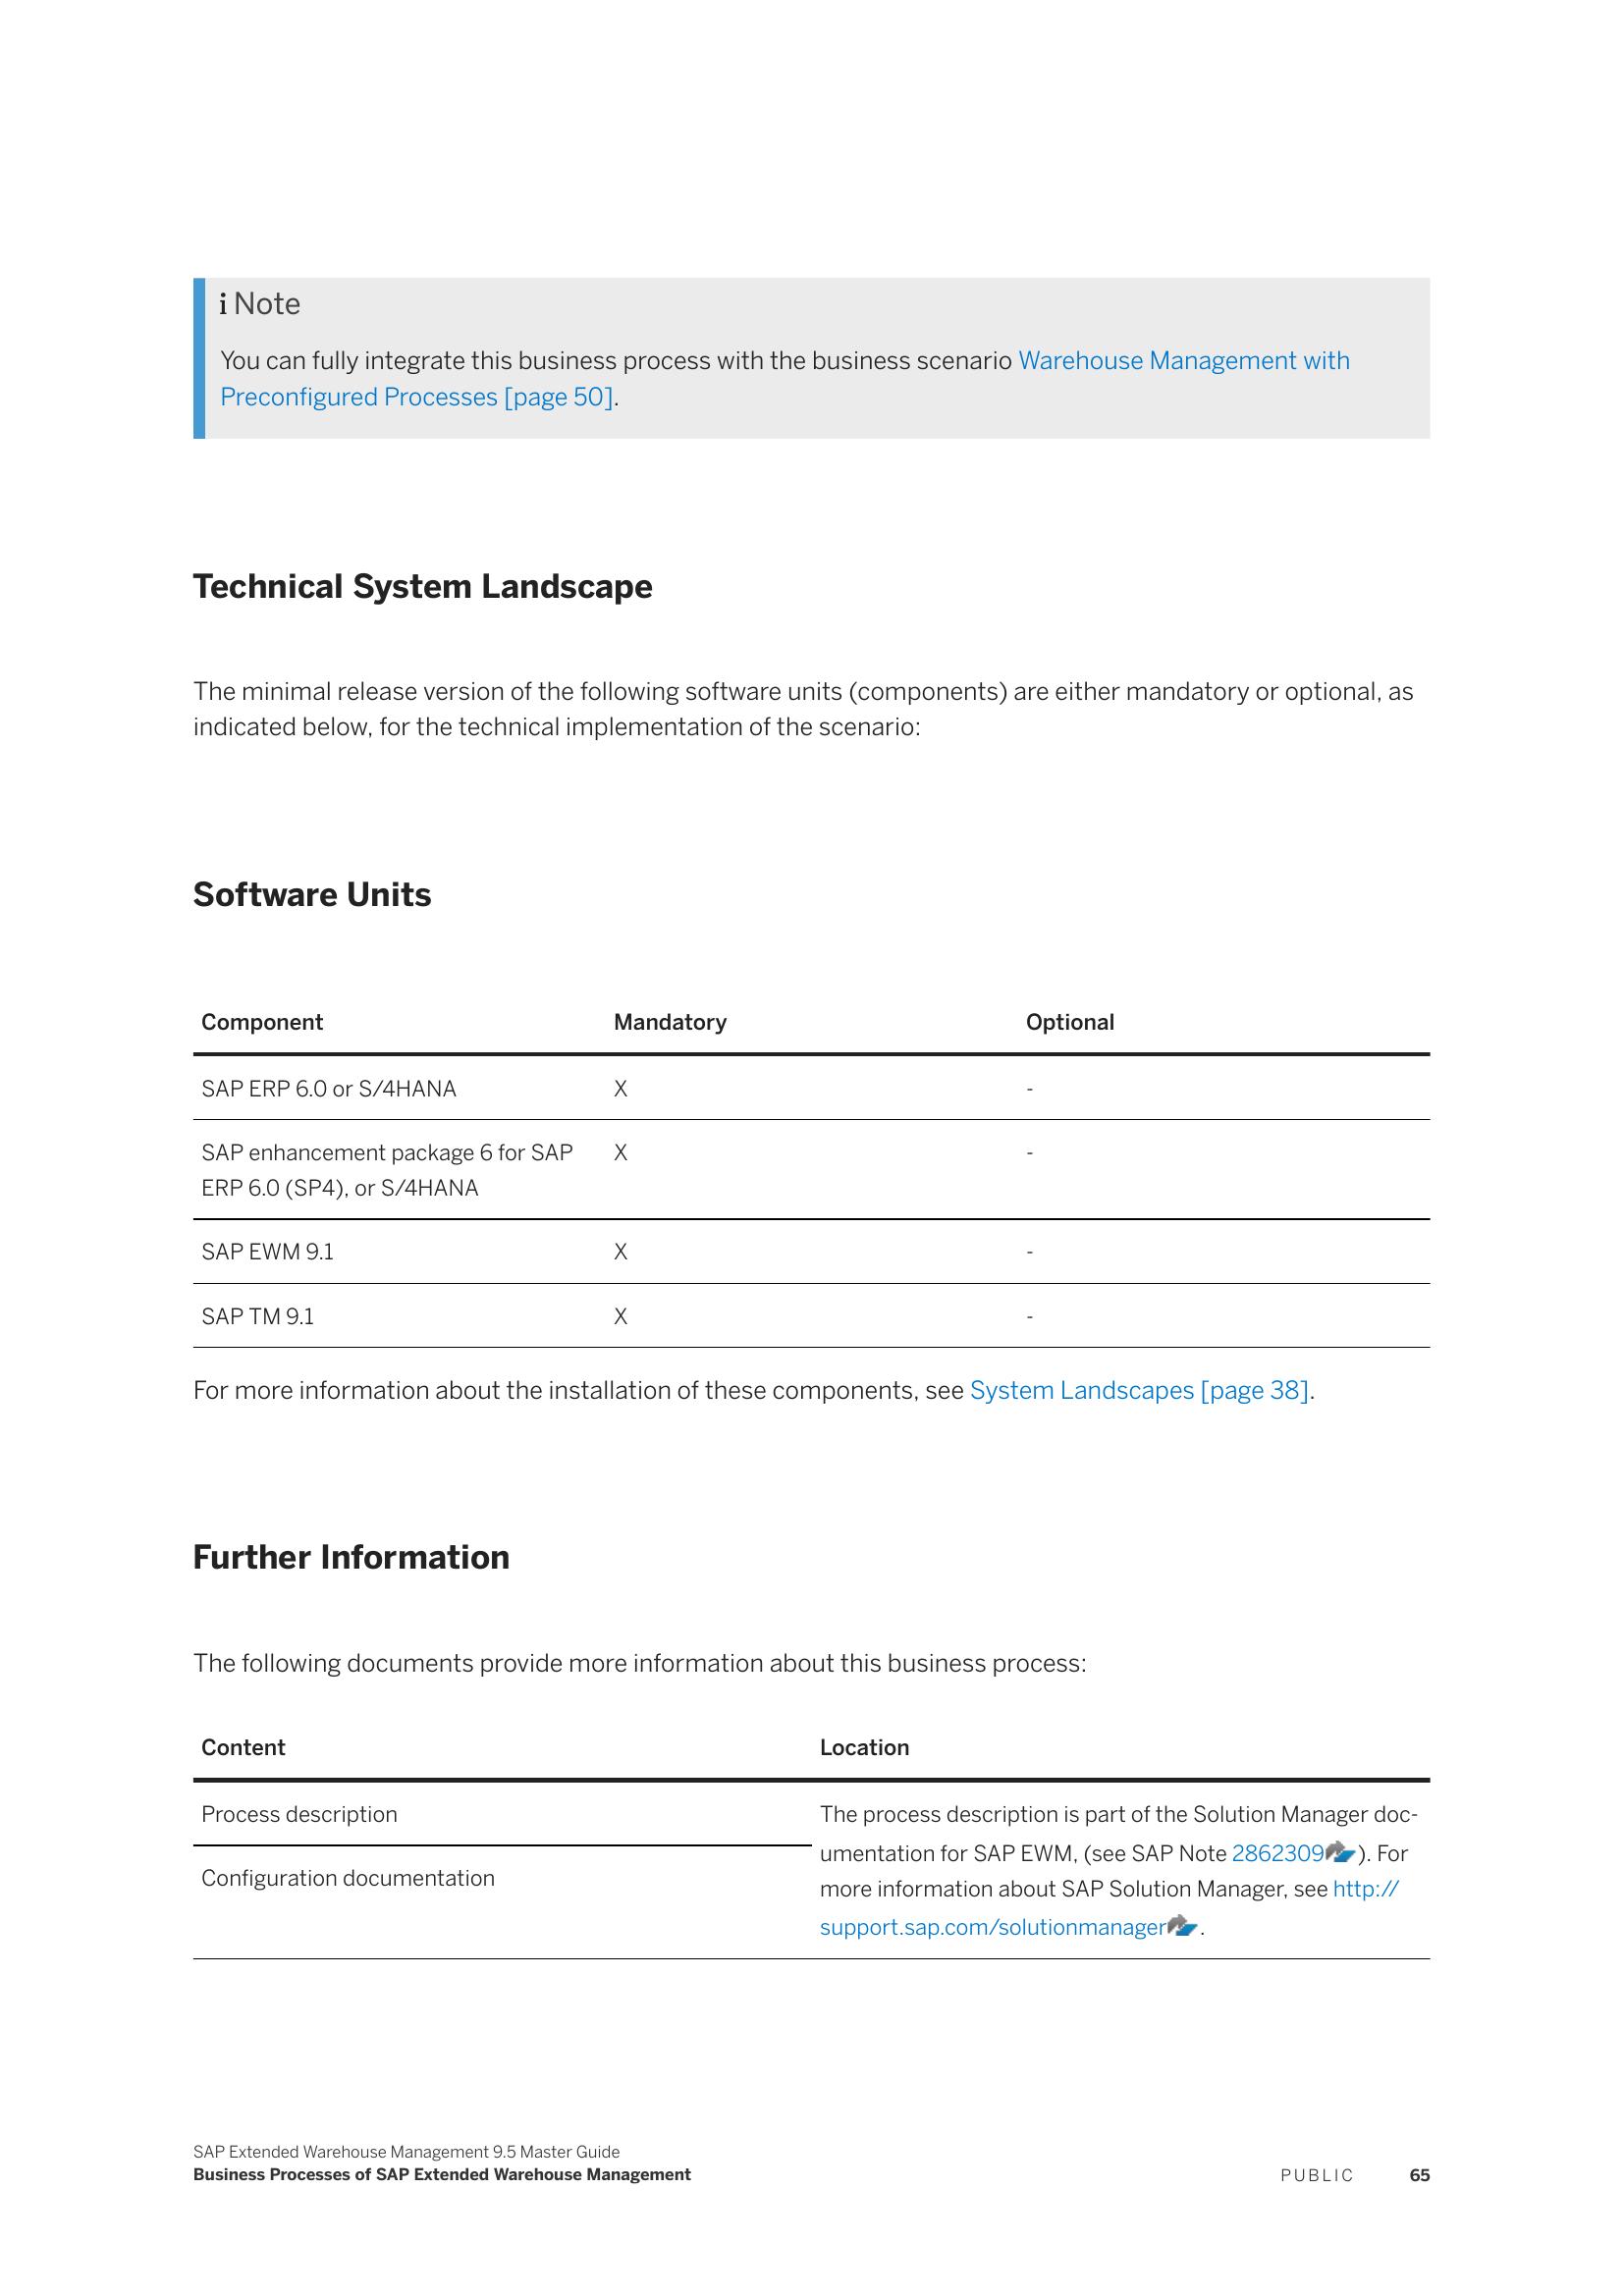 i Note
You can fully integrate this business process with the business scenario Warehouse Management with
Preconfigured Processes [page 50].
Technical System Landscape
The minimal release version of the following software units (components) are either mandatory or optional, as
indicated below, for the technical implementation of the scenario:
Software Units
Component Mandatory Optional
SAP ERP 6.0 or S/4HANA X -
SAP enhancement package 6 for SAP X -
ERP 6.0 (SP4), or S/4HANA
SAP EWM 9.1 X -
SAP TM 9.1 X -
For more information about the installation of these components, see System Landscapes [page 38].
Further Information
The following documents provide more information about this business process:
Content Location
Process description
Configuration documentation
The process description is part of the Solution Manager doc-
umentation for SAP EWM, (see SAP Note 2862309). For
more information about SAP Solution Manager, see http://
support.sap.com/solutionmanager.
SAP Extended Warehouse Management 9.5 Master Guide
Business Processes of SAP Extended Warehouse Management PUBLIC 65